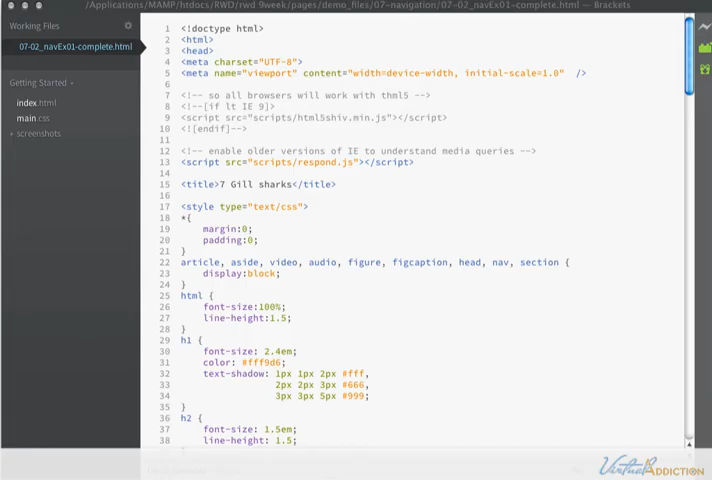 /Applications/MAMP/htdocs/RWD/rwd 9week/pages/demo_files/07-navigation/07-02_navEx01-complete.html — Brackets
Working Files
07-02_navEx01-complete.html
Getting Started
index.html
main.css
screenshots
1 <!doctype html>
2 <html>
3 <head>
4 <meta charset="UTF-8">
5 <meta name="viewport" content="width=device-width, initial-scale=1.0" />
6
7 <!-- so all browsers will work with thml5 -->
8 <!--[if lt IE 9]>
9 <script src="scripts/html5shiv.min.js"></script>
10 <![endif]-->
11
12 <!-- enable older versions of IE to understand media queries -->
13 <script src="scripts/respond.js"></script>
14
15 <title>7 Gill sharks</title>
16
17 <style type="text/css">
18 *{
19 margin:0;
20 padding:0;
21 }
22 article, aside, video, audio, figure, figcaption, head, nav, section {
23 display:block;
24 }
25 html {
26 font-size:100%;
27 line-height:1.5;
28 }
29 h1 {
30 font-size: 2.4em;
31 color: #fff9d6;
32 text-shadow: 1px 1px 2px #fff,
33 2px 2px 3px #666,
34 3px 3px 5px #999;
35 }
36 h2 {
37 font-size: 1.5em;
38 line-height: 1.5;
Virtual ADDICTION